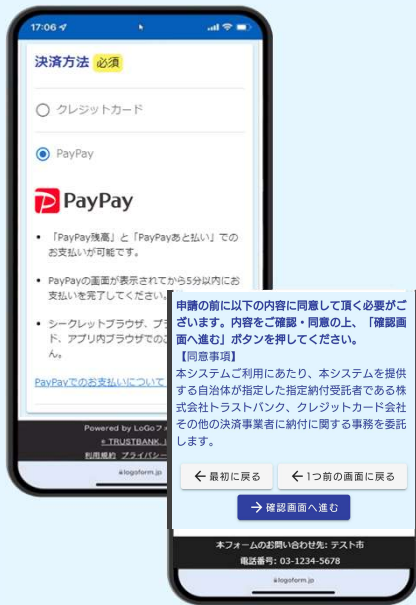 17:06
決済方法 必須
クレジットカード
PayPay
PayPay
• 「PayPay残高」と「PayPayあと払い」での
お支払いが可能です。
• PayPayの画面が表示されてから5分以内にお
支払いを完了してください。
• シークレットブラウザ、プラ
ド、アプリ内ブラウザでのご
ん。
PayPayでのお支払いについて
Powered by LoGoフォ
TRUSTBANK, I
利用規約 プライバシー
logoform.jp
申請の前に以下の内容に同意して頂く必要がご
ざいます。内容をご確認・同意の上、「確認画
面へ進む」ボタンを押してください。
【同意事項】
本システムご利用にあたり、本システムを提供
する自治体が指定した指定納付受託者である株
式会社トラストバンク、クレジットカード会社
その他の決済事業者に納付に関する事務を委託
します。
← 最初に戻る ← 1つ前の画面に戻る
→ 確認画面へ進む
本フォームのお問い合わせ先: テスト市
電話番号: 03-1234-5678
logoform.jp